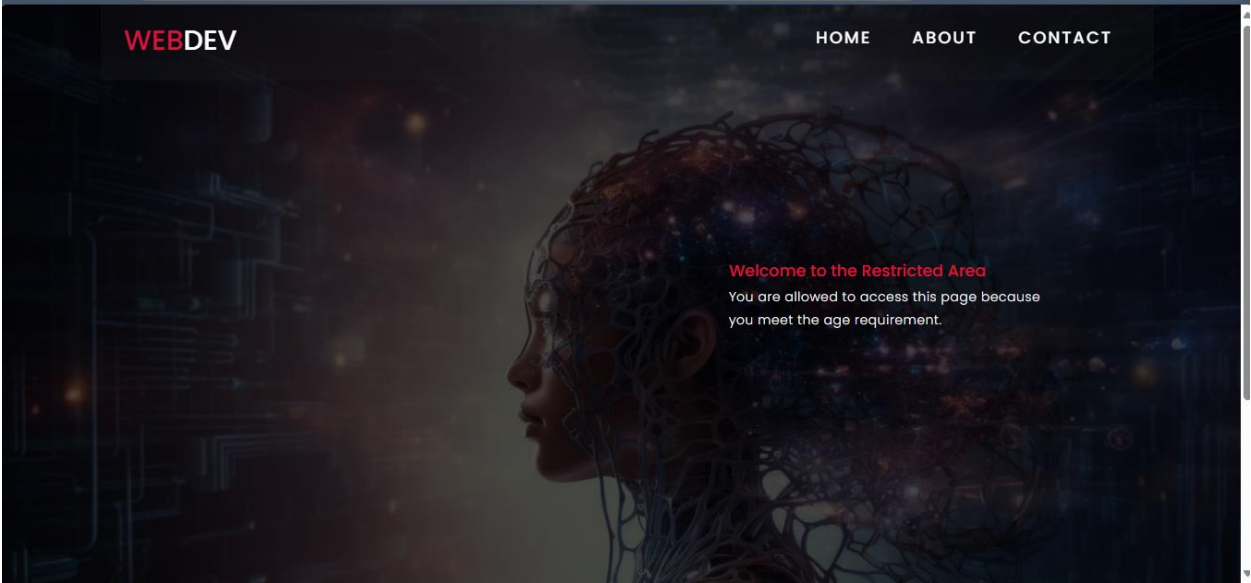 WEBDEV
HOME ABOUT CONTACT
Welcome to the Restricted Area
You are allowed to access this page because
you meet the age requirement.